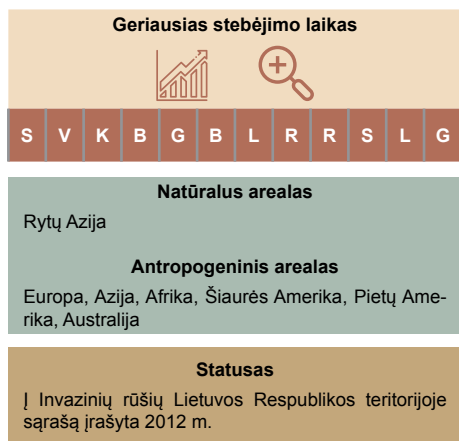 Geriausias stebėjimo laikas
S V K B G B L R R S L G
Natūralus arealas
Rytų Azija
Antropogeninis arealas
Europa, Azija, Afrika, Šiaurės Amerika, Pietų Ame-
rika, Australija
Statusas
Į Invazinių rūšių Lietuvos Respublikos teritorijoje
sąrašą įrašyta 2012 m.